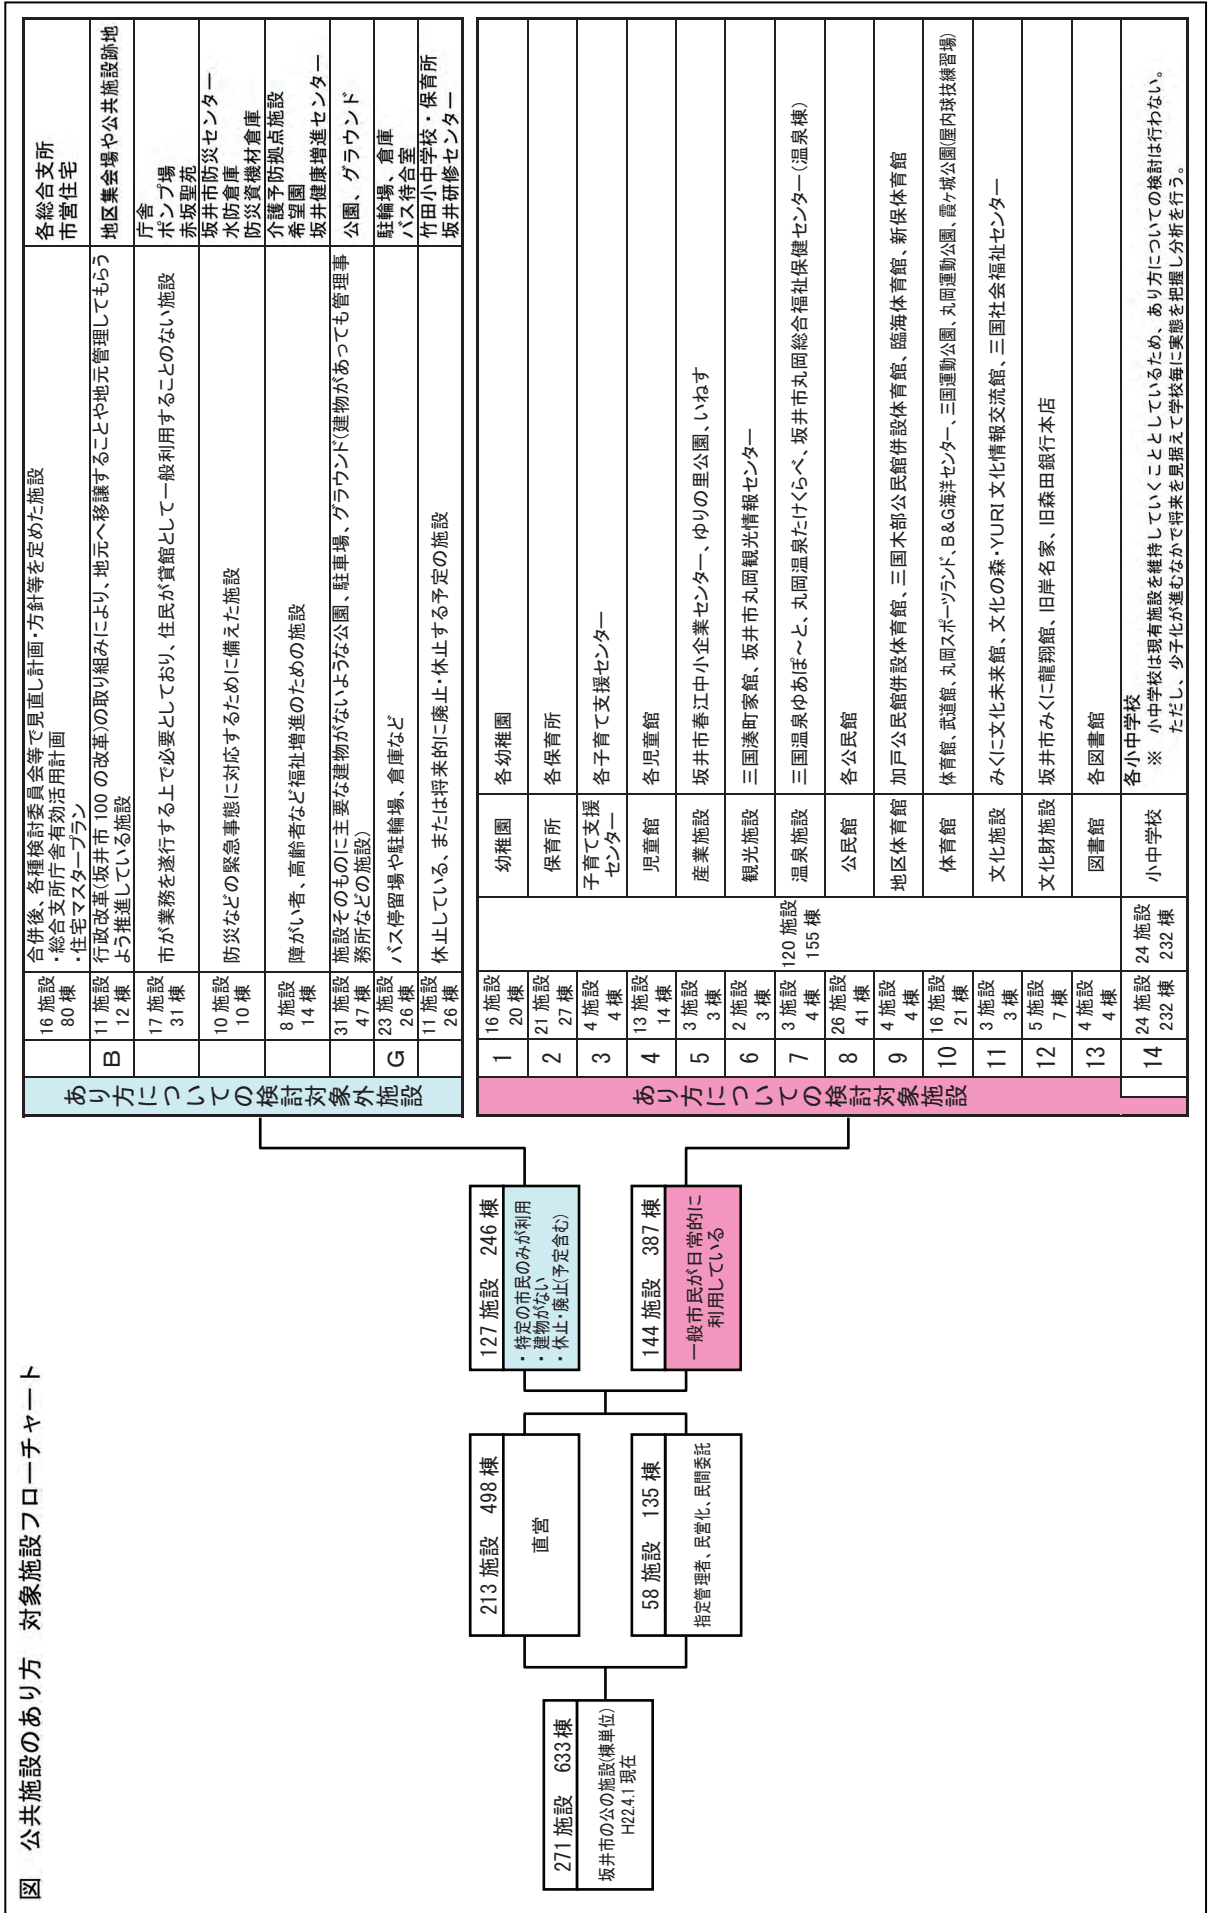 図　公共施設のあり方　対象施設フローチャート
271 施設　633 棟
坂井市の公の施設(棟単位)
H22.4.1 現在
213 施設　498 棟
直営
58 施設　135 棟
指定管理者、民営化、民間委託
127 施設　246 棟
・特定の市民のみが利用
・建物がない
・休止・廃止(予定含む)
144 施設　387 棟
一般市民が日常的に
利用している
あり方についての検討対象外施設
16 施設
80 棟
合併後、各種検討委員会等で見直し計画・方針等を定めた施設
・総合支所庁舎有効活用計画
・住宅マスタープラン
各総合支所
市営住宅
B
11 施設
12 棟
行政改革(坂井市 100 の改革)の取り組みにより、地元へ移譲することや地元管理してもらう
よう推進している施設
地区集会場や公共施設跡地
17 施設
31 棟
市が業務を遂行する上で必要としており、住民が貸館として一般利用することのない施設
庁舎
ポンプ場
赤坂聖苑
10 施設
10 棟
防災などの緊急事態に対応するために備えた施設
坂井市防災センター
水防倉庫
防災資機材倉庫
8 施設
14 棟
障がい者、高齢者など福祉増進のための施設
介護予防拠点施設
希望園
坂井健康増進センター
31 施設
47 棟
施設そのものに主要な建物がないような公園、駐車場、グラウンド(建物があっても管理事
務所などの施設)
公園、グラウンド
G
23 施設
26 棟
バス停留場や駐輪場、倉庫など
駐輪場、倉庫
バス待合室
11 施設
26 棟
休止している、または将来的に廃止・休止する予定の施設
竹田小中学校・保育所
坂井研修センター
あり方についての検討対象施設
1
16 施設
20 棟
幼稚園
各幼稚園
2
21 施設
27 棟
保育所
各保育所
3
4 施設
4 棟
子育て支援
センター
各子育て支援センター
4
13 施設
14 棟
児童館
各児童館
5
3 施設
3 棟
産業施設
坂井市春江中小企業センター、ゆりの里公園、いねす
6
2 施設
3 棟
観光施設
三国湊町家館、坂井市丸岡観光情報センター
7
3 施設
4 棟
120 施設
155 棟
温泉施設
三国温泉ゆあぽ～と、丸岡温泉たけくらべ、坂井市丸岡総合福祉保健センター(温泉棟)
8
26 施設
41 棟
公民館
各公民館
9
4 施設
4 棟
地区体育館
加戸公民館併設体育館、三国木部公民館併設体育館、臨海体育館、新保体育館
10
16 施設
21 棟
体育館
体育館、武道館、丸岡スポーツランド、B＆G海洋センター、三国運動公園、丸岡運動公園、霞ヶ城公園(屋内球技練習場)
11
3 施設
3 棟
文化施設
みくに文化未来館、文化の森・YURI 文化情報交流館、三国社会福祉センター
12
5 施設
7 棟
文化財施設
坂井市みくに龍翔館、旧岸名家、旧森田銀行本店
13
4 施設
4 棟
図書館
各図書館
14
24 施設
232 棟
24 施設
232 棟
小中学校
各小中学校
※　小中学校は現有施設を維持していくこととしているため、あり方についての検討は行わない。
ただし、少子化が進むなかで将来を見据えて学校毎に実態を把握し分析を行う。